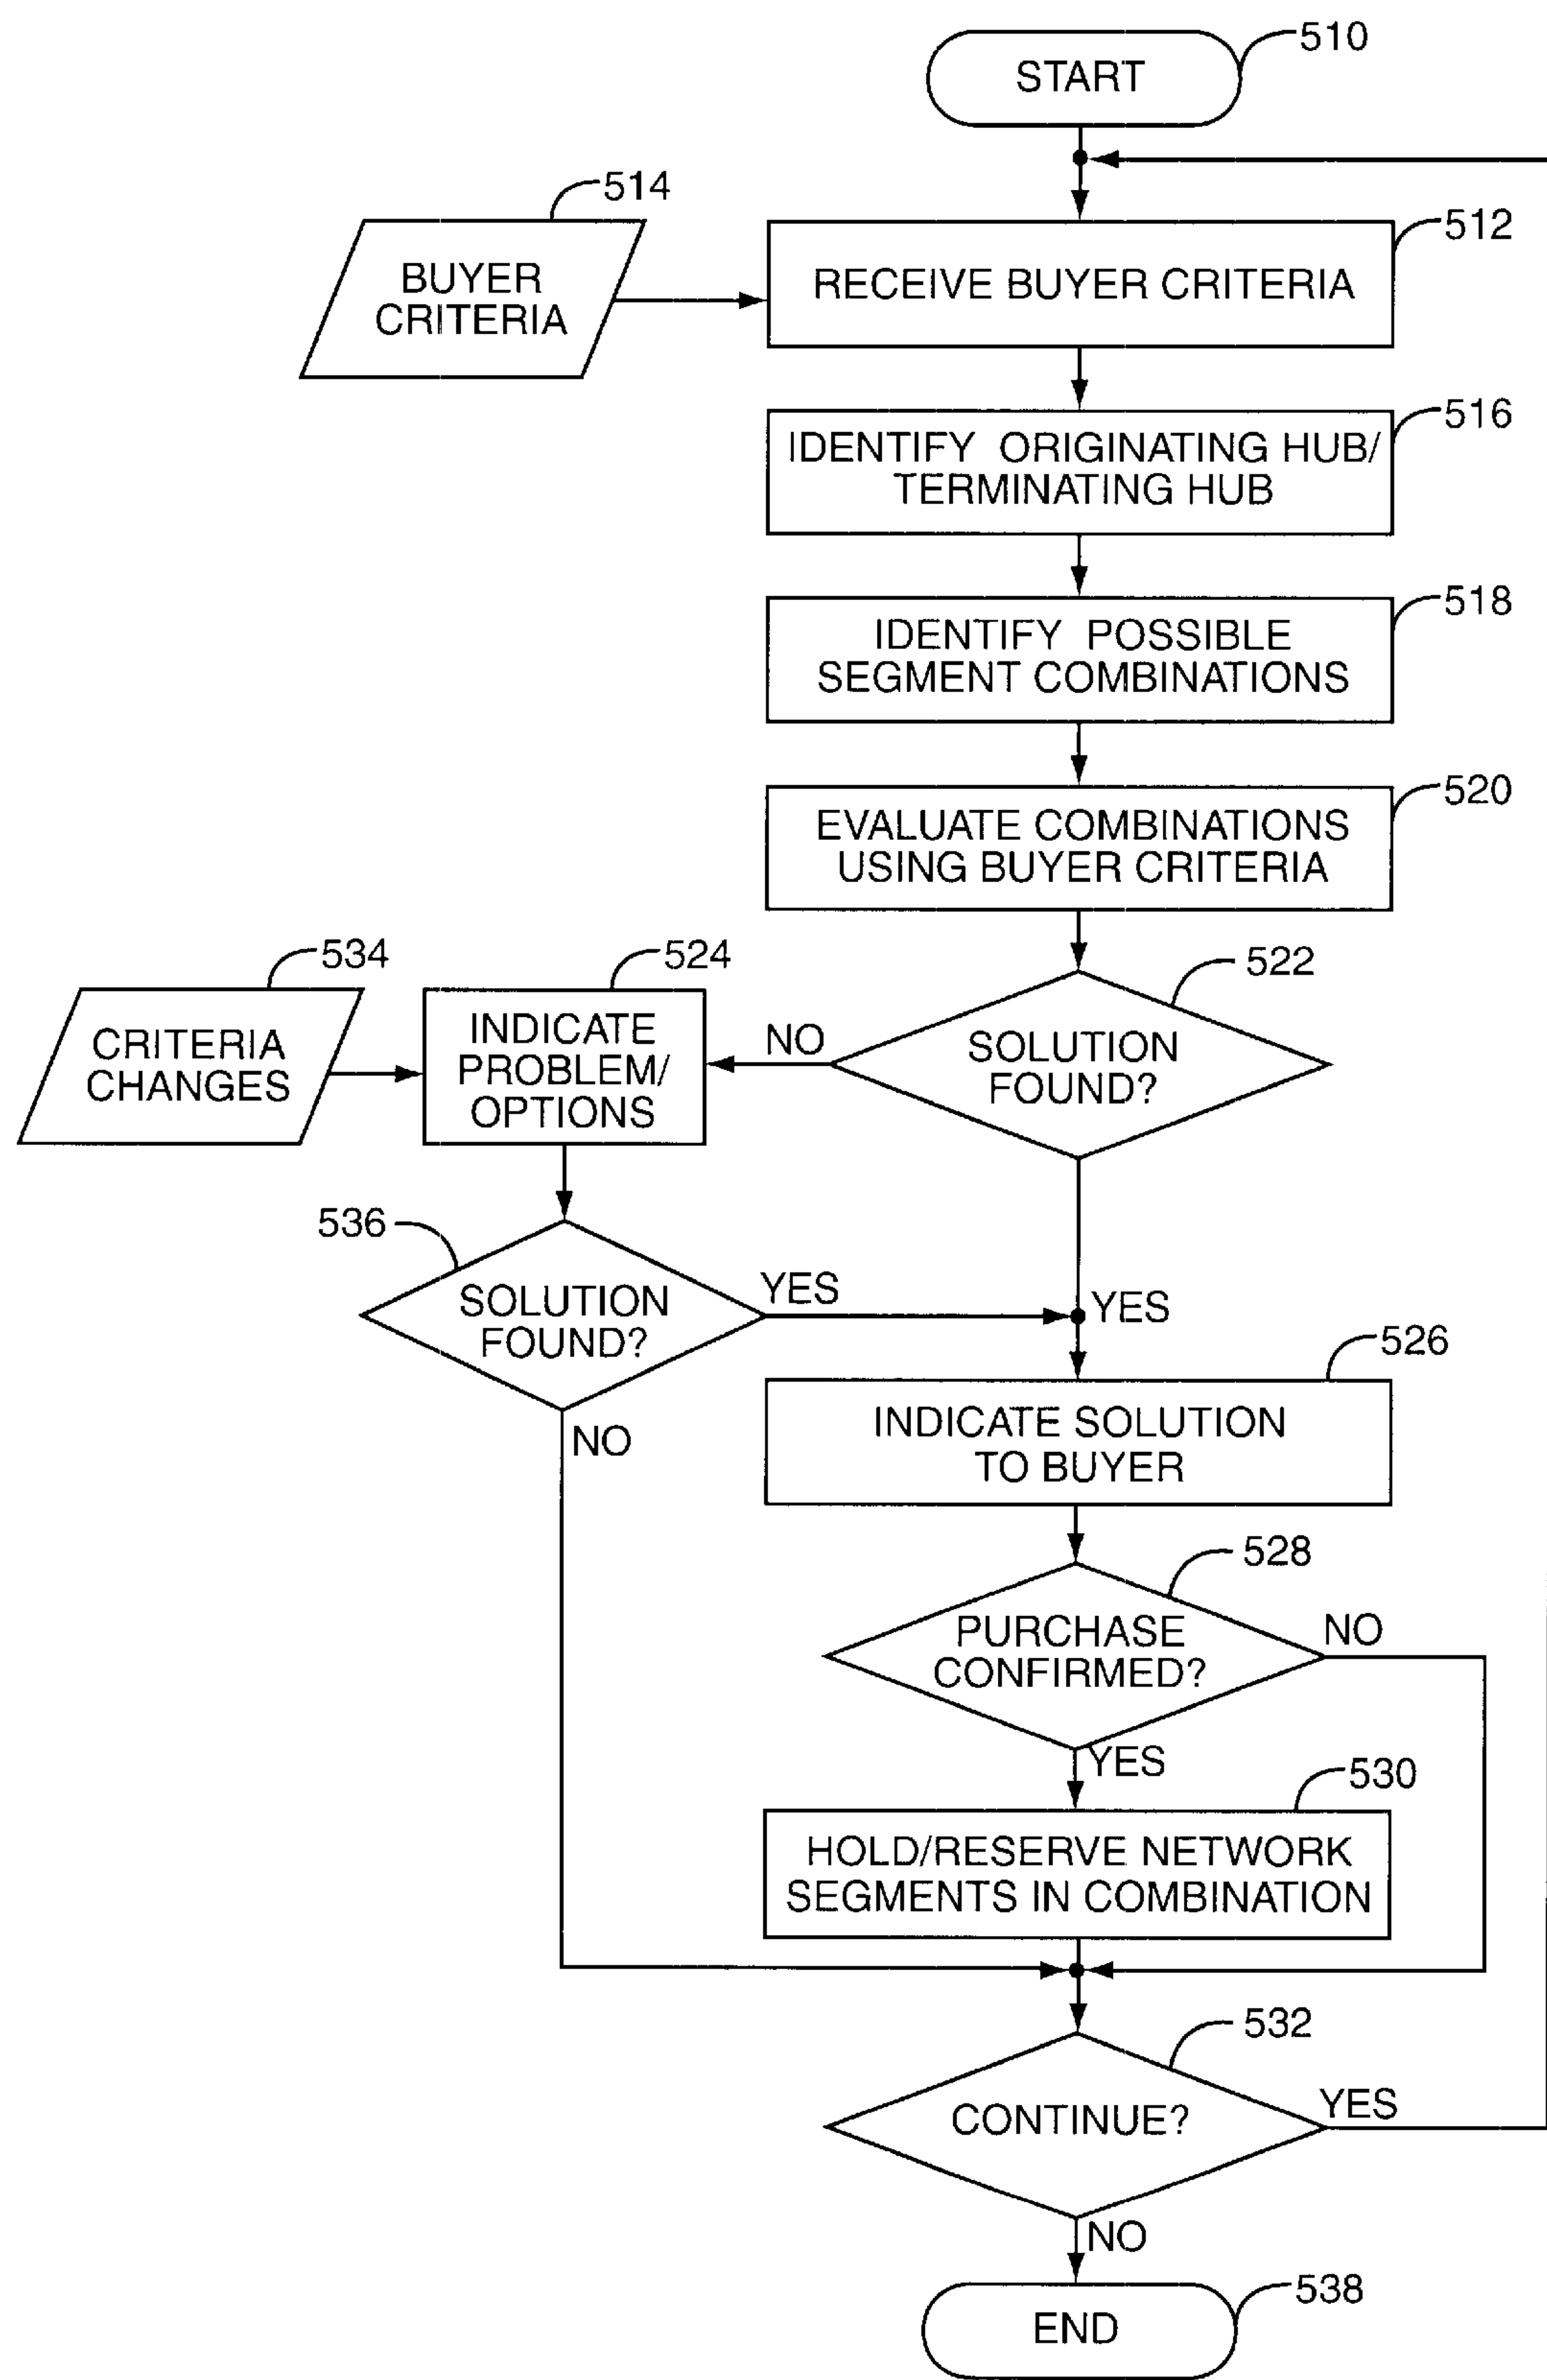 510
START
514
BUYER
CRITERIA
512
RECEIVE BUYER CRITERIA
516
IDENTIFY ORIGINATING HUB/
TERMINATING HUB
518
IDENTIFY POSSIBLE
SEGMENT COMBINATIONS
520
EVALUATE COMBINATIONS
USING BUYER CRITERIA
534
CRITERIA
CHANGES
524
INDICATE
PROBLEM/
OPTIONS
NO
522
SOLUTION
FOUND?
536
SOLUTION
FOUND?
YES
YES
NO
526
INDICATE SOLUTION
TO BUYER
528
PURCHASE
CONFIRMED?
NO
YES
530
HOLD/RESERVE NETWORK
SEGMENTS IN COMBINATION
532
CONTINUE?
YES
NO
538
END